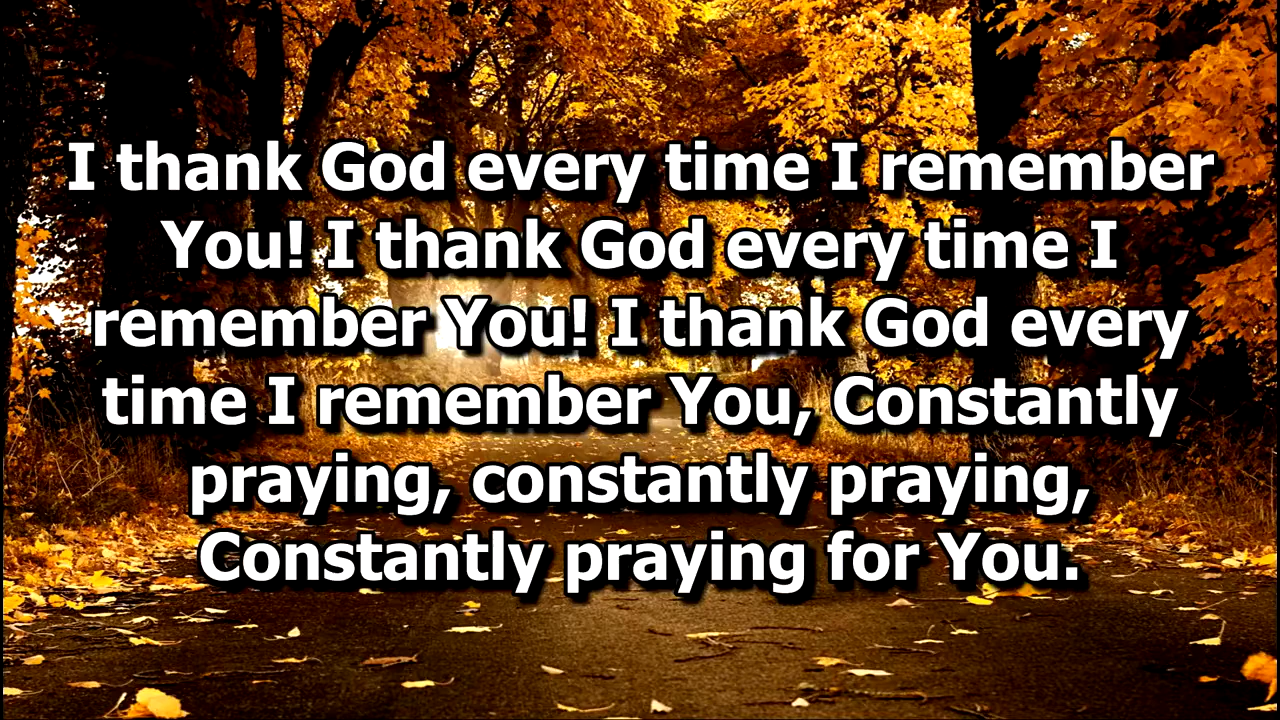 I thank God every time I remember
You! I thank God every time I
remember You! I thank God every
time I remember You, Constantly
praying, constantly praying,
Constantly praying for You.